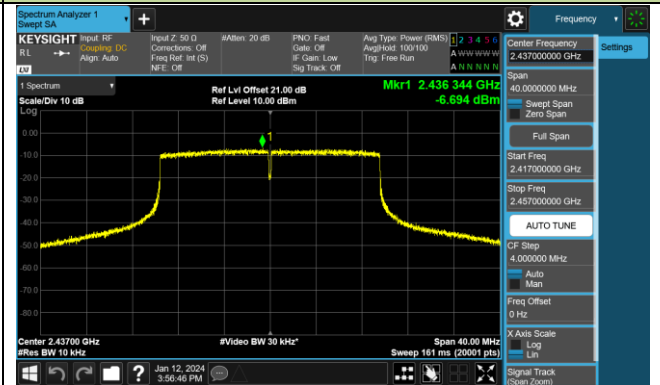 Spectrum Analyzer 1
Swept SA
+
Frequency
KEYSIGHT
RL
LXI
Input: RF
Coupling: DC
Align: Auto
Input Z: 50 Ω
Corrections: Off
Freq Ref: Int (S)
NFE: Off
#Atten: 20 dB
PNO: Fast
Gate: Off
IF Gain: Low
Sig Track: Off
Avg Type: Power (RMS)
Avg|Hold: 100/100
Trig: Free Run
1 2 3 4 5 6
A W W W W W
A N N N N N
1 Spectrum
Scale/Div 10 dB
Log
Ref Lvl Offset 21.00 dB
Ref Level 10.00 dBm
Mkr1 2.436 344 GHz
-6.694 dBm
1
0.00
-10.0
-20.0
-30.0
-40.0
-50.0
-60.0
-70.0
-80.0
Center 2.43700 GHz
#Res BW 10 kHz
#Video BW 30 kHz*
Span 40.00 MHz
Sweep 161 ms (20001 pts)
Jan 12, 2024
3:56:46 PM
Settings
Center Frequency
2.437000000 GHz
Span
40.0000000 MHz
Swept Span
Zero Span
Full Span
Start Freq
2.417000000 GHz
Stop Freq
2.457000000 GHz
AUTO TUNE
CF Step
4.000000 MHz
Auto
Man
Freq Offset
0 Hz
X Axis Scale
Log
Lin
Signal Track
(Span Zoom)